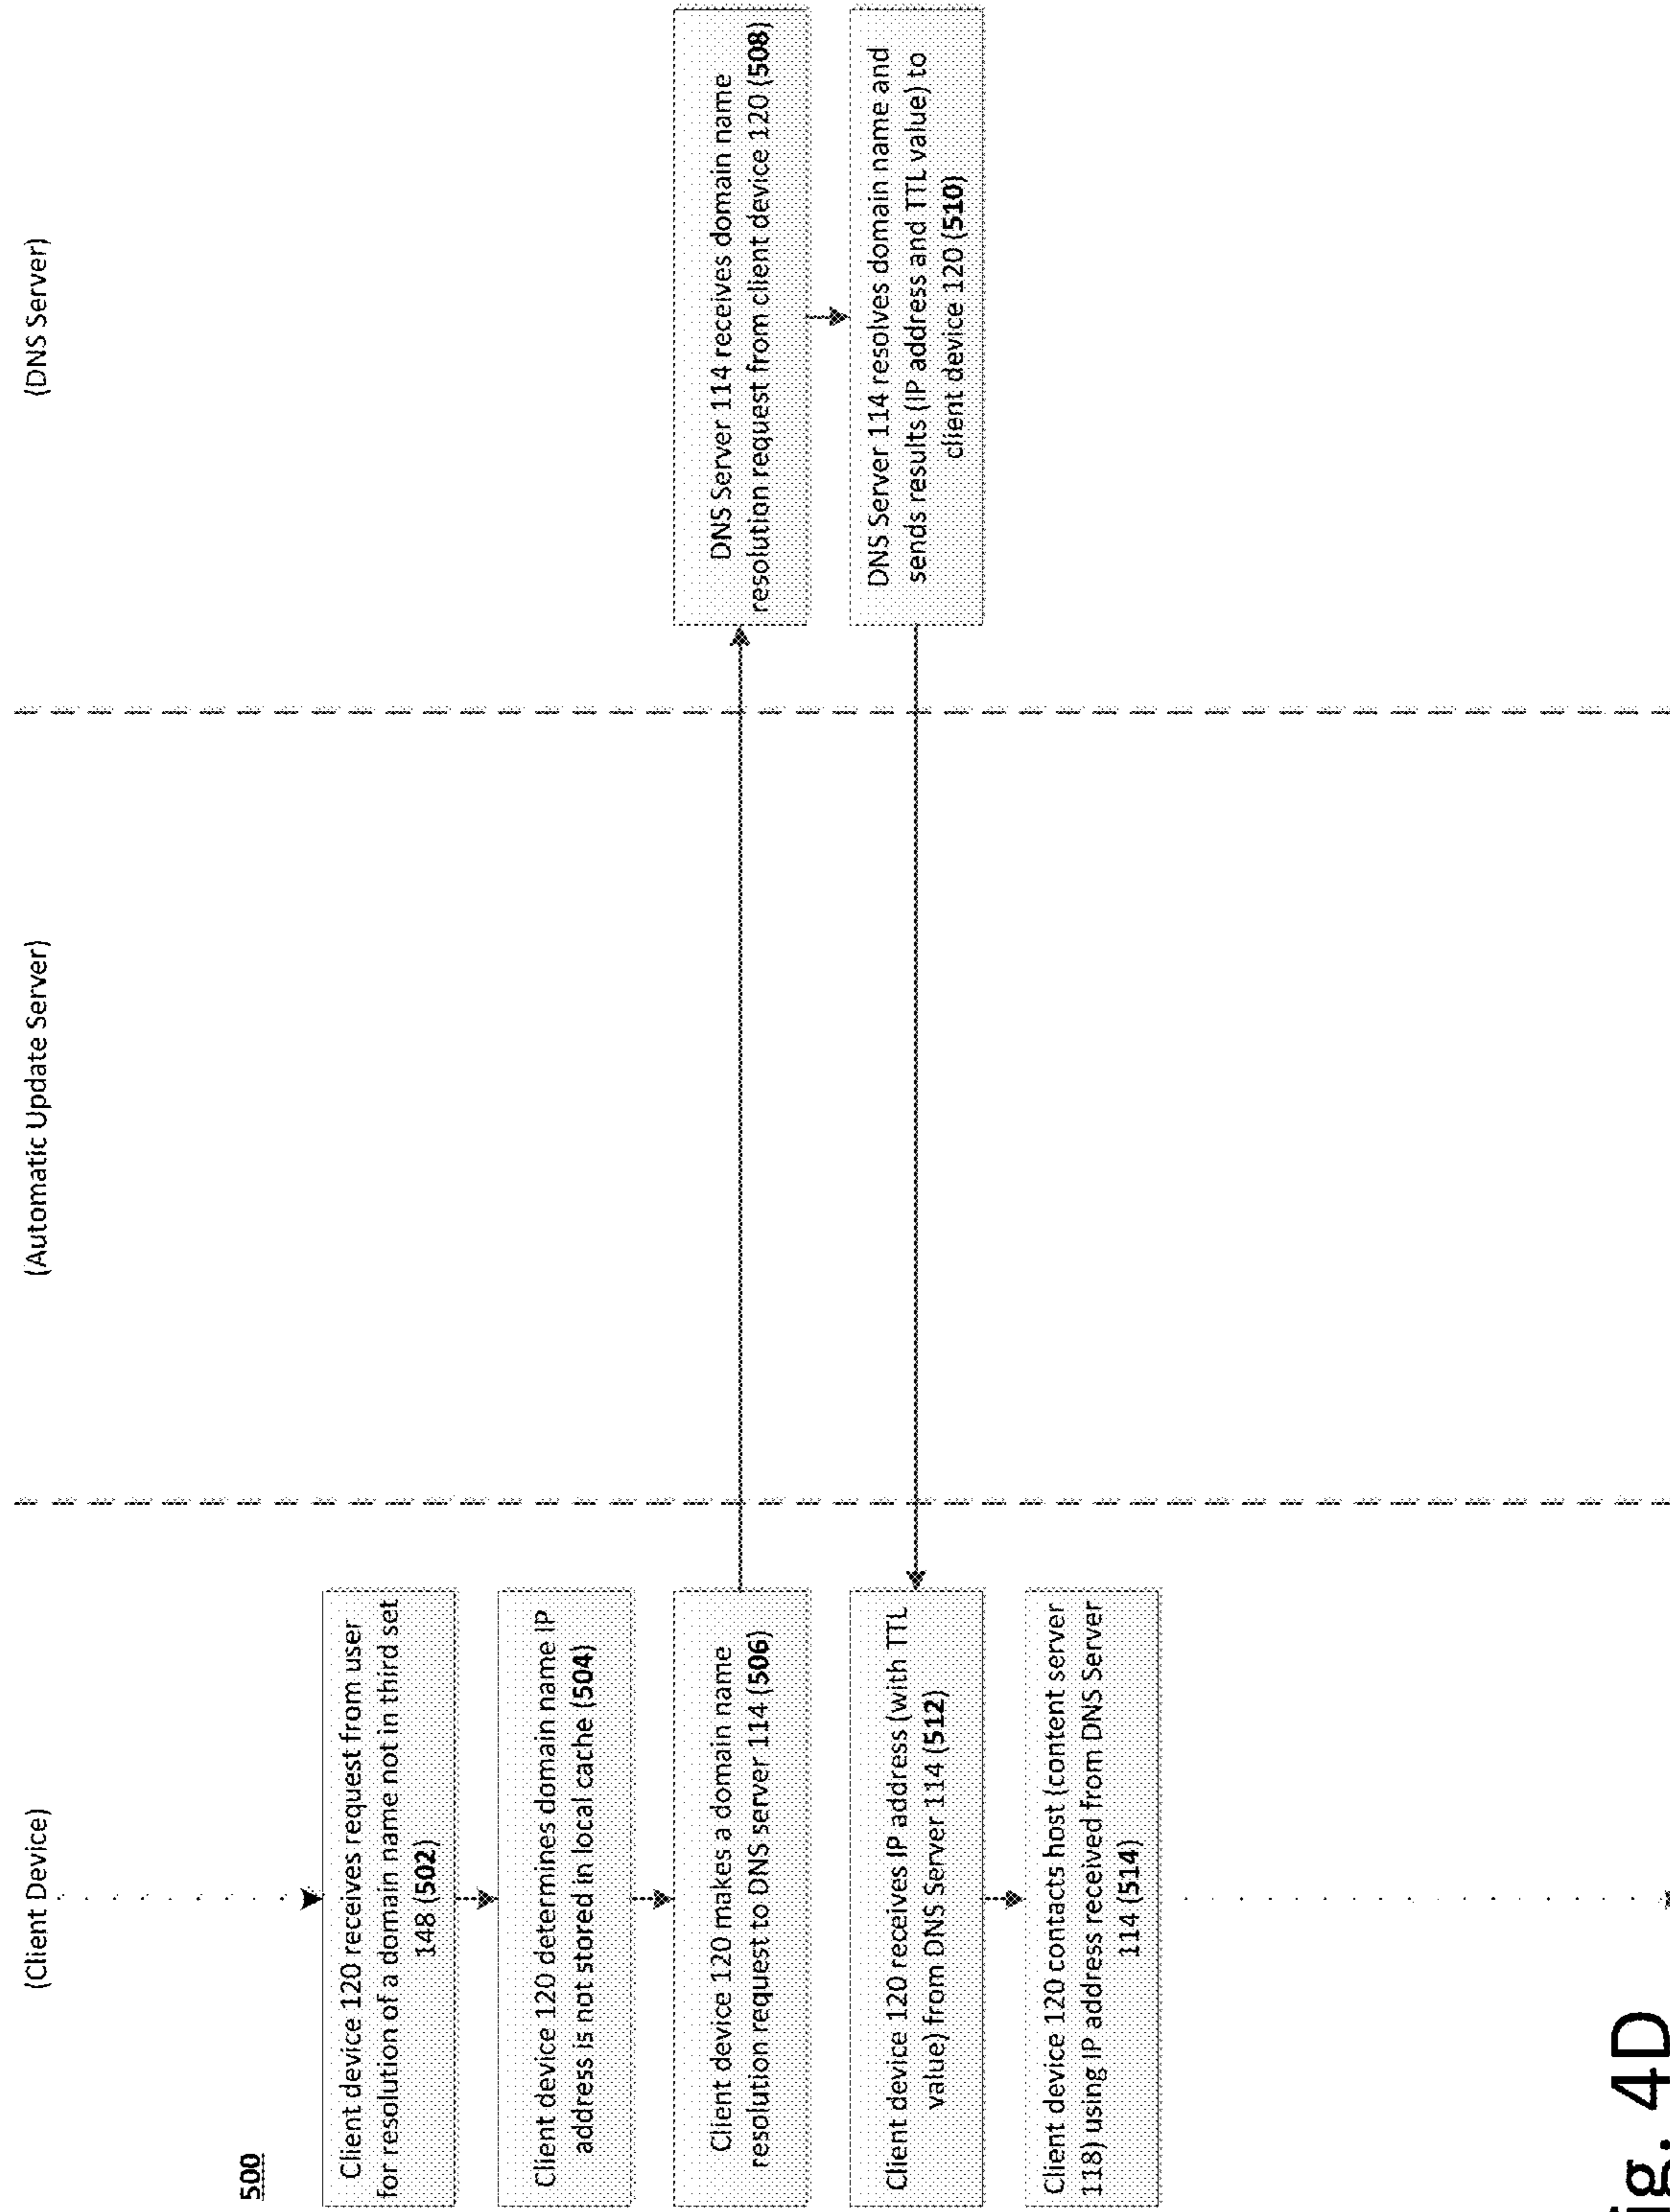 (Client Device)
(Automatic Update Server)
(DNS Server)
500
Client device 120 receives request from user
for resolution of a domain name not in third set
148 (502)
Client device 120 determines domain name IP
address is not stored in local cache (504)
Client device 120 makes a domain name
resolution request to DNS server 114 (506)
DNS Server 114 receives domain name
resolution request from client device 120 (508)
DNS Server 114 resolves domain name and
sends results (IP address and TTL value) to
client device 120 (510)
Client device 120 receives IP address (with TTL
value) from DNS Server 114 (512)
Client device 120 contacts host (content server
118) using IP address received from DNS Server
114 (514)
ig. 4D